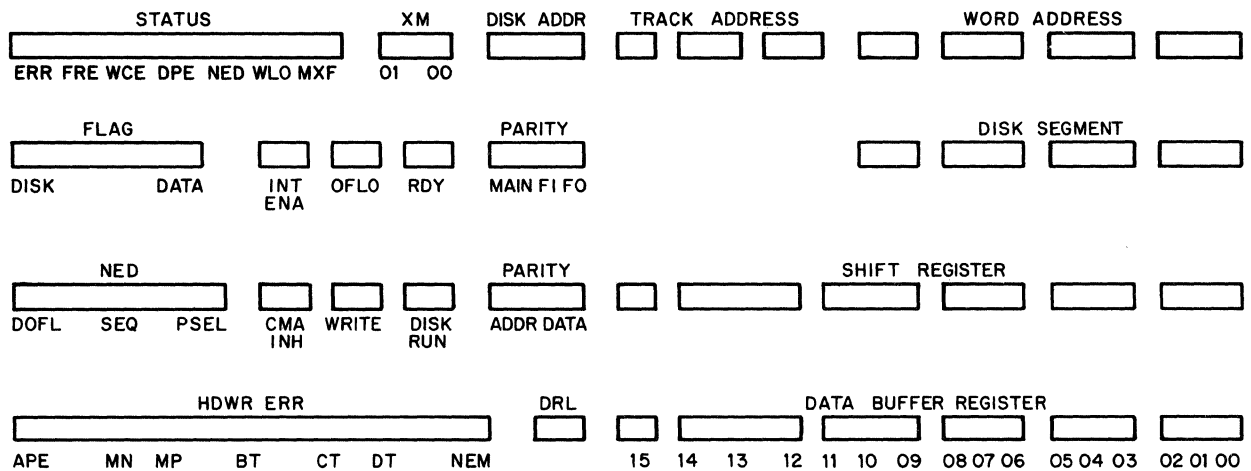 STATUS XM DISK ADDR TRACK ADDRESS WORD ADDRESS
ERR FRE WCE DPE NED WLO MXF 01 00
FLAG PARITY DISK SEGMENT
DISK DATA INT ENA OFLO RDY MAIN FIFO
NED PARITY SHIFT REGISTER
DOFL SEQ PSEL CMA INH WRITE DISK RUN ADDR DATA
HDWR ERR DRL DATA BUFFER REGISTER
APE MN MP BT CT DT NEM 15 14 13 12 11 10 09 08 07 06 05 04 03 02 01 00